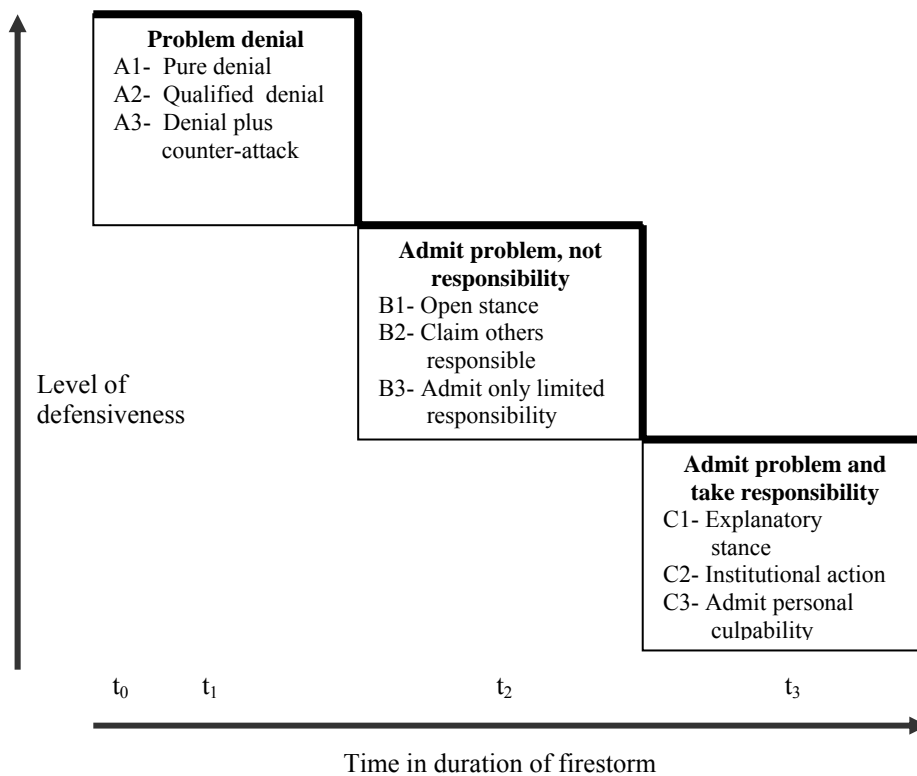 Problem denial
A1- Pure denial
A2- Qualified denial
A3- Denial plus
counter-attack
Admit problem, not
responsibility
B1- Open stance
B2- Claim others
responsible
B3- Admit only limited
responsibility
Level of
defensiveness
Admit problem and
take responsibility
C1- Explanatory
stance
C2- Institutional action
C3- Admit personal
culpability
t0 t1 t2 t3
Time in duration of firestorm